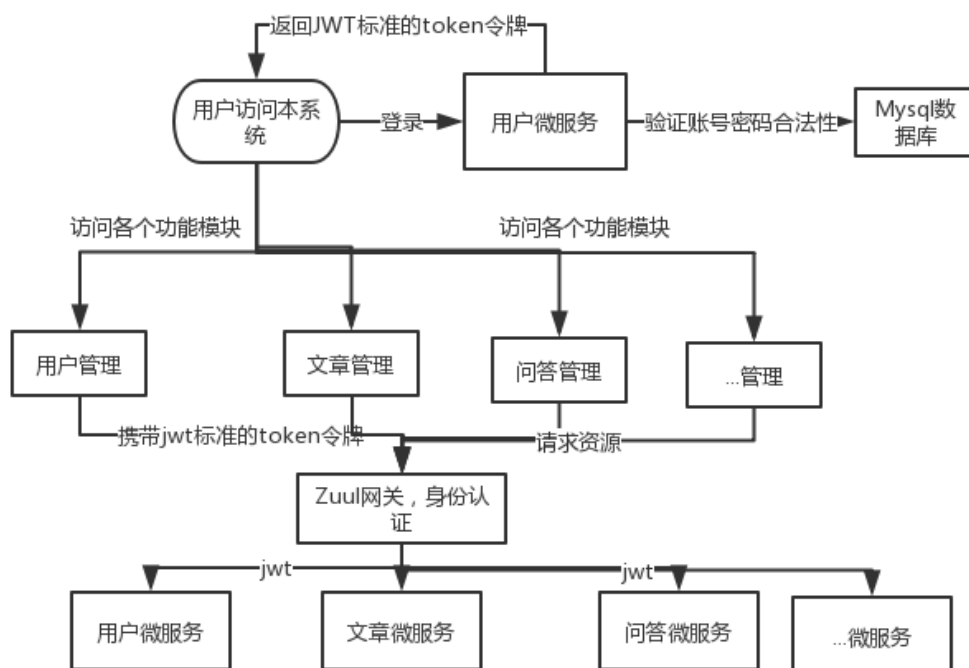 返回JWT标准的token令牌
用户访问本系
统
登录
用户微服务
验证账号密码合法性
Mysql数
据库
访问各个功能模块
访问各个功能模块
用户管理
文章管理
问答管理
...管理
携带jwt标准的token令牌
请求资源
Zuul网关，身份认
证
jwt
jwt
用户微服务
文章微服务
问答微服务
...微服务